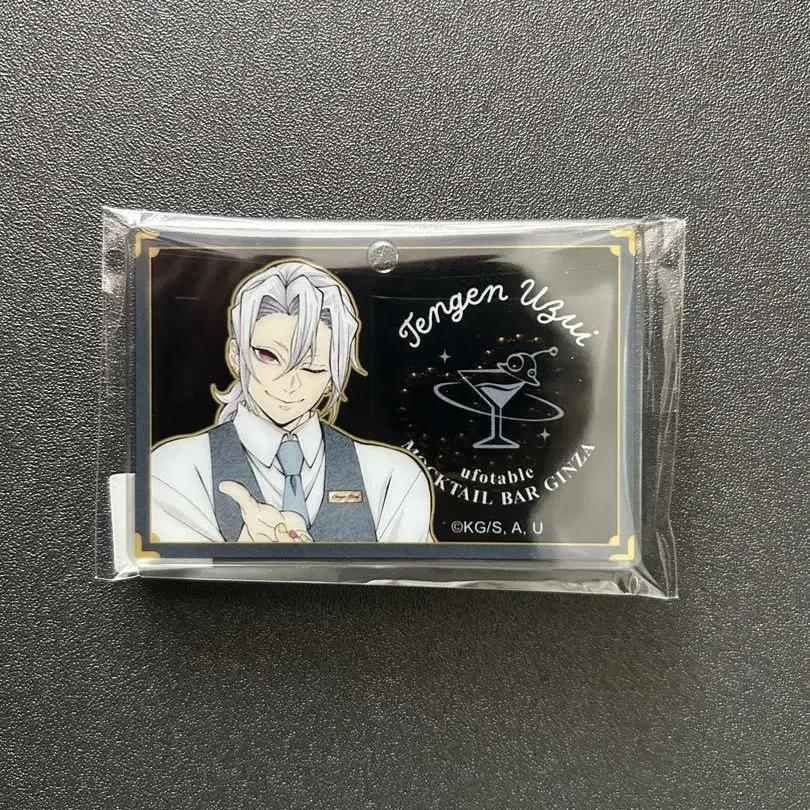 Tengen Uzui
ufotable
MOCKTAIL BAR GINZA
©KG/S, A, U